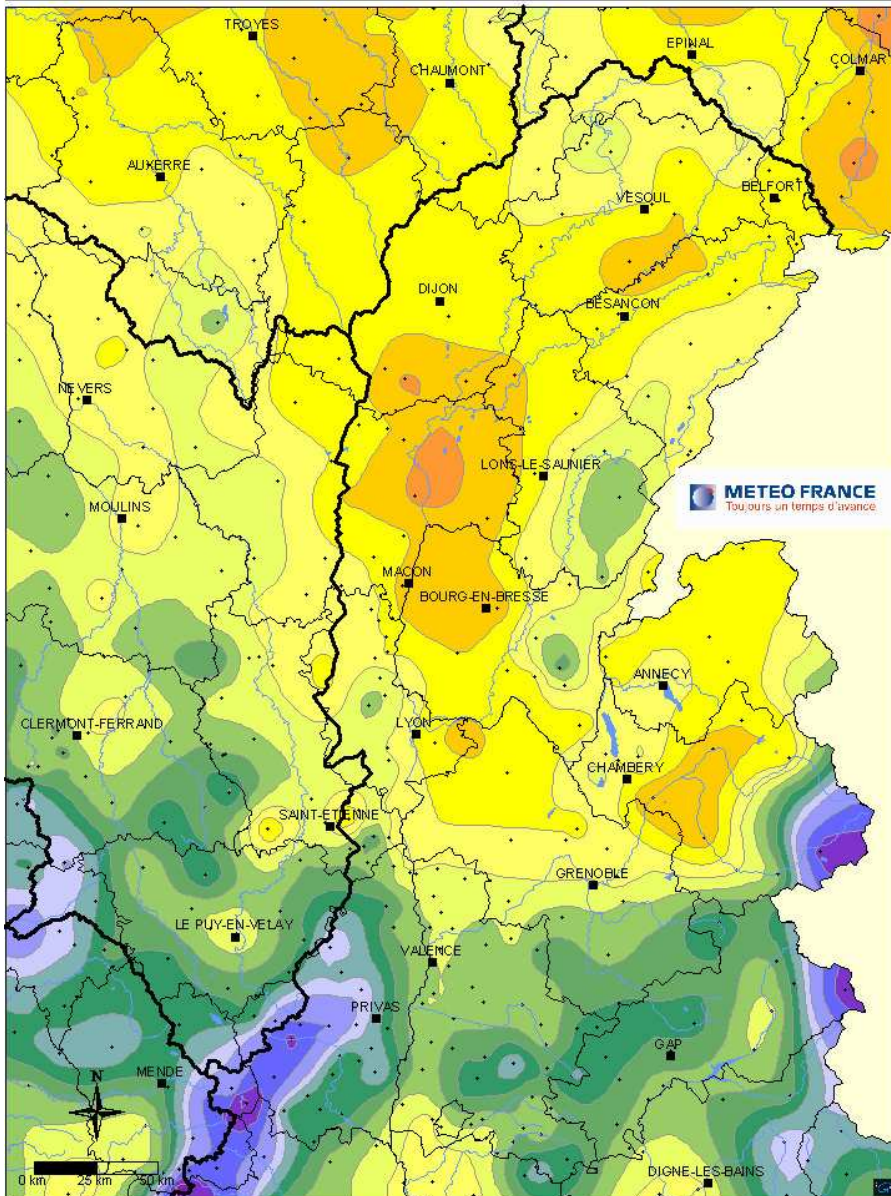 TROYES
EPINAL
CHAUMONT
COLMAR
AUXERRE
VESOUL
BELFORT
DIJON
BESANCON
NEVERS
LONS-LE-SAUNIER
METEO FRANCE
Toujours un temps d'avance
MOULINS
MACON
BOURG-EN-BRESSE
ANNECY
CLERMONT-FERRAND
LYON
CHAMBERY
SAINT-ETIENNE
GRENOBLE
LE PUY-EN-VELAY
VALENCE
PRIVAS
GAP
MENDE
N
0 km 25 km 50 km
DIGNE-LES-BAINS